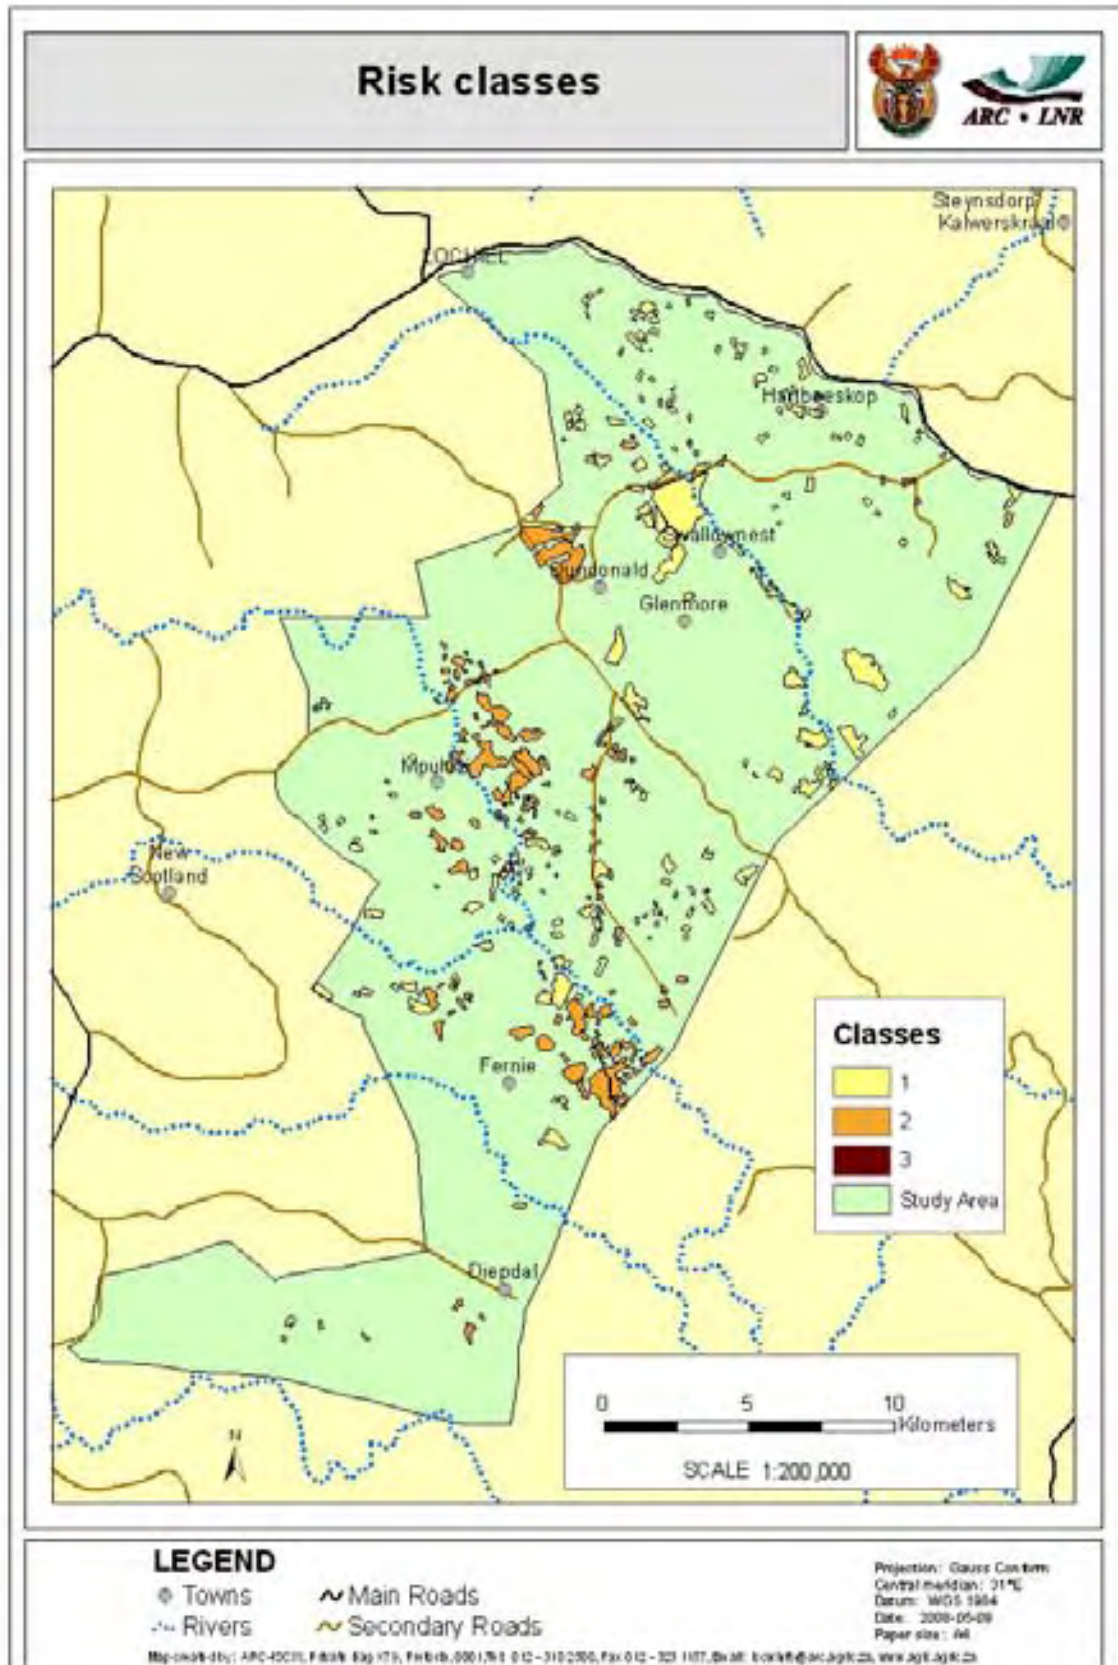 Risk classes
ARC • LNR
Steynsdorp
Kalwerskraal
LOCHIEL
Hartbeeskop
Swallownest
Dundonald
Glenmore
Mpuluzi
New
Scotland
Fernie
Diepdal
Classes
1
2
3
Study Area
0 5 10
Kilometers
SCALE 1:200,000
N
LEGEND
Towns Main Roads
Rivers Secondary Roads
Projection: Gauss Conform
Central meridian: 31°E
Datum: WGS 1984
Paper size: A4